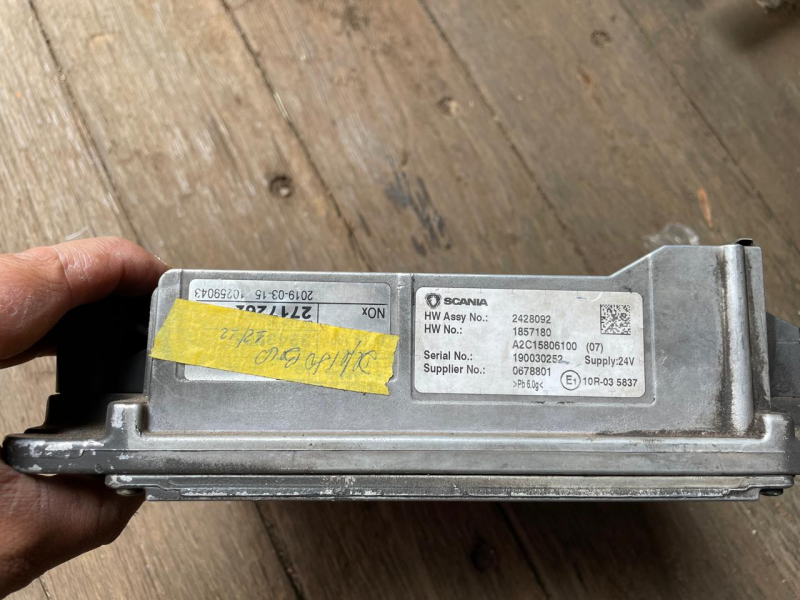 SCANIA
HW Assy No.: 2428092
HW No.: 1857180
A2C15806100 (07)
Serial No.: 190030252 Supply:24V
Supplier No.: 0678801
>Pb 6.0g< E1 10R-03 5837
2019-03-15 10259043
NOx